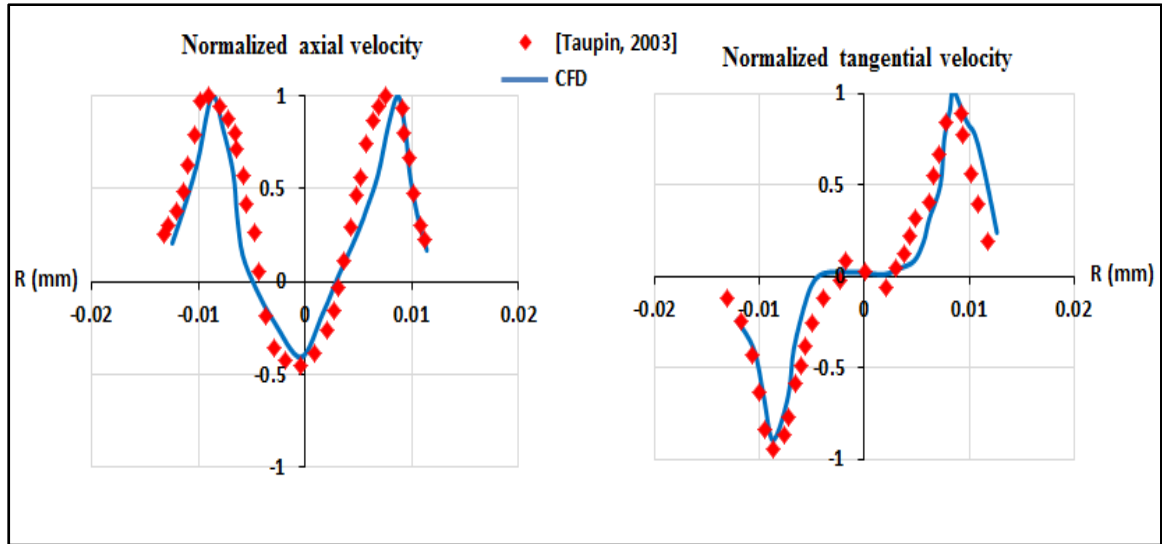 Normalized axial velocity
[Taupin, 2003]
CFD
Normalized tangential velocity
1
0.5
0
-0.5
-1
R (mm)
-0.02 -0.01 0 0.01 0.02
1
0.5
0
-0.5
-1
R (mm)
-0.02 -0.01 0 0.01 0.02